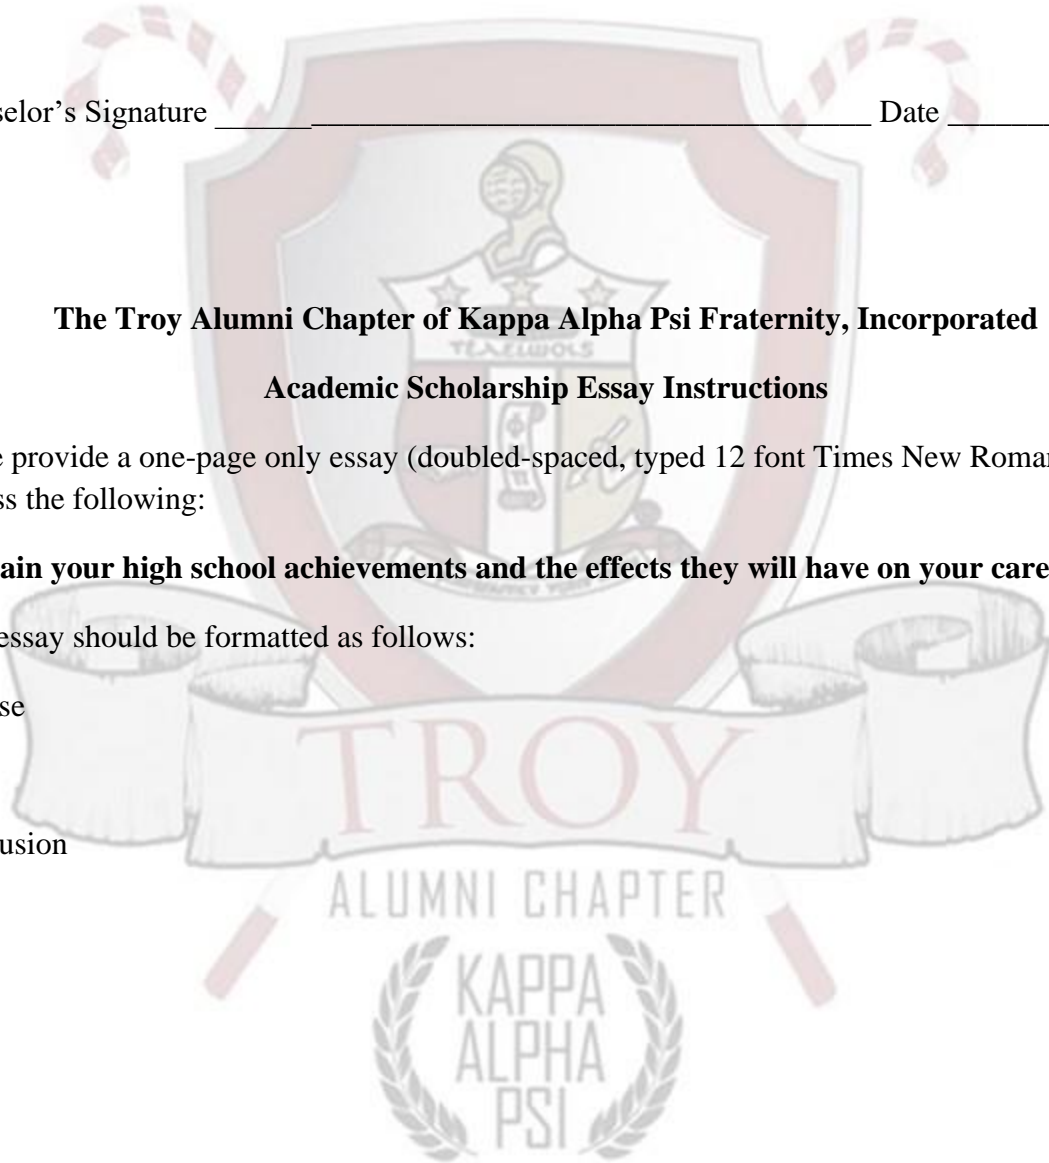 selor’s Signature ______________________________________ Date _______
The Troy Alumni Chapter of Kappa Alpha Psi Fraternity, Incorporated
Academic Scholarship Essay Instructions
e provide a one-page only essay (doubled-spaced, typed 12 font Times New Roman
ss the following:
ain your high school achievements and the effects they will have on your care
essay should be formatted as follows:
se
usion
TROY
ALUMNI CHAPTER
KAPPA
ALPHA
PSI